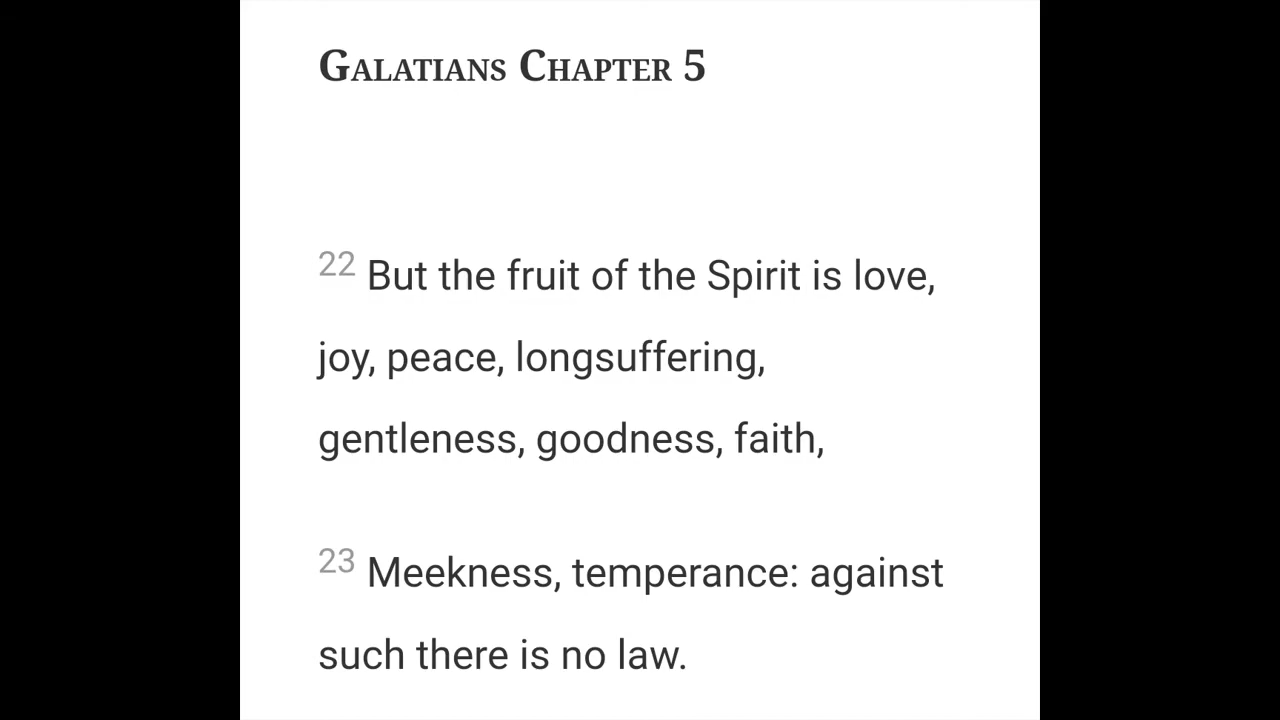 Galatians Chapter 5
22 But the fruit of the Spirit is love,
joy, peace, longsuffering,
gentleness, goodness, faith,
23 Meekness, temperance: against
such there is no law.